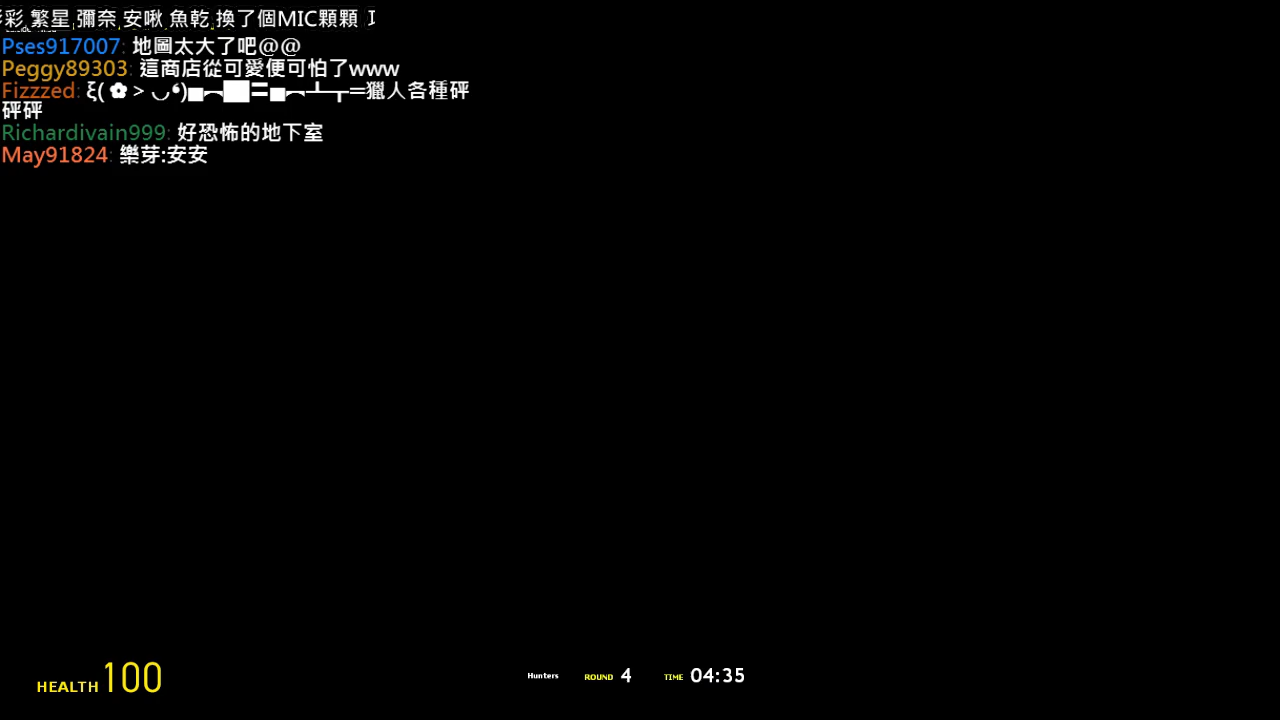 彩 繁星 彌奈 安啾 魚乾 換了個MIC顆顆
Pses917007: 地圖太大了吧@@
Peggy89303: 這商店從可愛便可怕了www
Fizzzed: ξ( ✿ > ◡❛)▄︻▇▇〓▄︻┻┳═獵人各種砰
砰砰
Richardivain999: 好恐怖的地下室
May91824: 樂芽:安安
HEALTH 100
Hunters ROUND 4 TIME 04:35